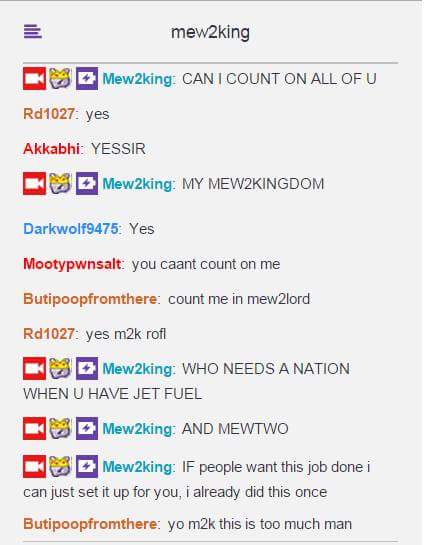 mew2king
Mew2king: CAN I COUNT ON ALL OF U
Rd1027: yes
Akkabhi: YESSIR
Mew2king: MY MEW2KINGDOM
Darkwolf9475: Yes
Mootypwnsalt: you caant count on me
Butipoopfromthere: count me in mew2lord
Rd1027: yes m2k rofl
Mew2king: WHO NEEDS A NATION
WHEN U HAVE JET FUEL
Mew2king: AND MEWTWO
Mew2king: IF people want this job done i
can just set it up for you, i already did this once
Butipoopfromthere: yo m2k this is too much man